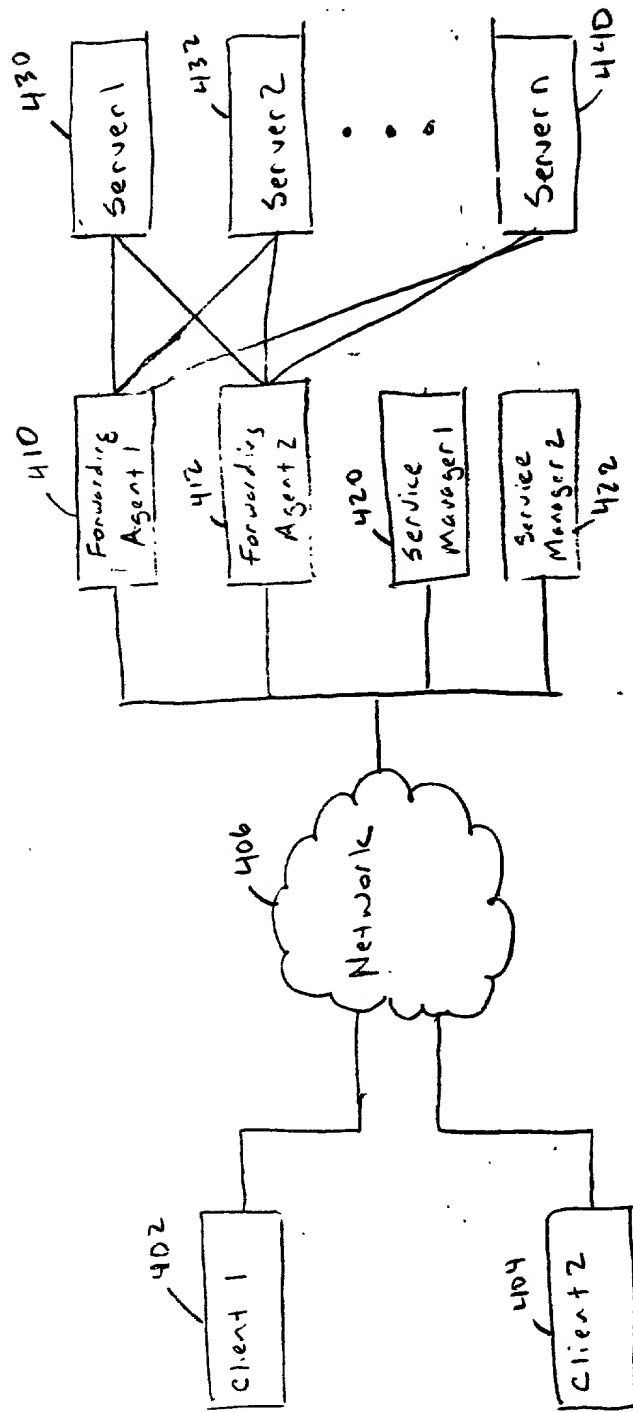 402
Client 1
404
Client 2
406
Network
410
Forwarding
Agent 1
412
Forwarding
Agent 2
420
Service
Manager 1
Service
Manager 2
422
430
Server 1
432
Server 2
Server n
440